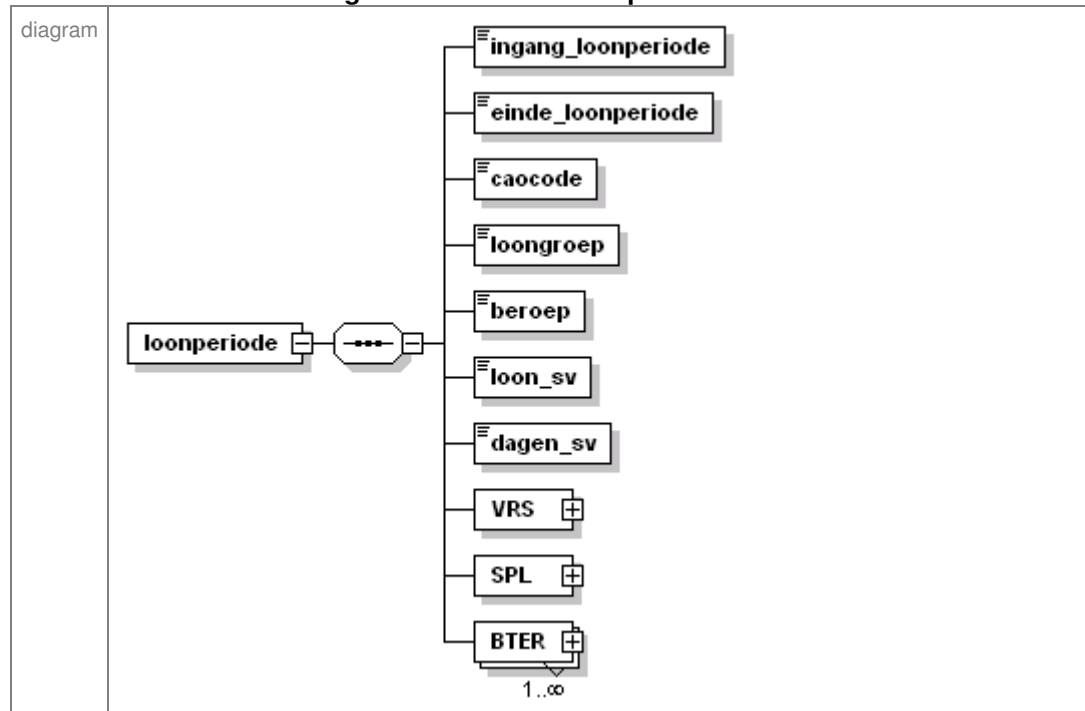 diagram
ingang_loonperiode
einde_loonperiode
caocode
loongroep
beroep
loonperiode
loon_sv
dagen_sv
VRS
SPL
BTER
1..∞